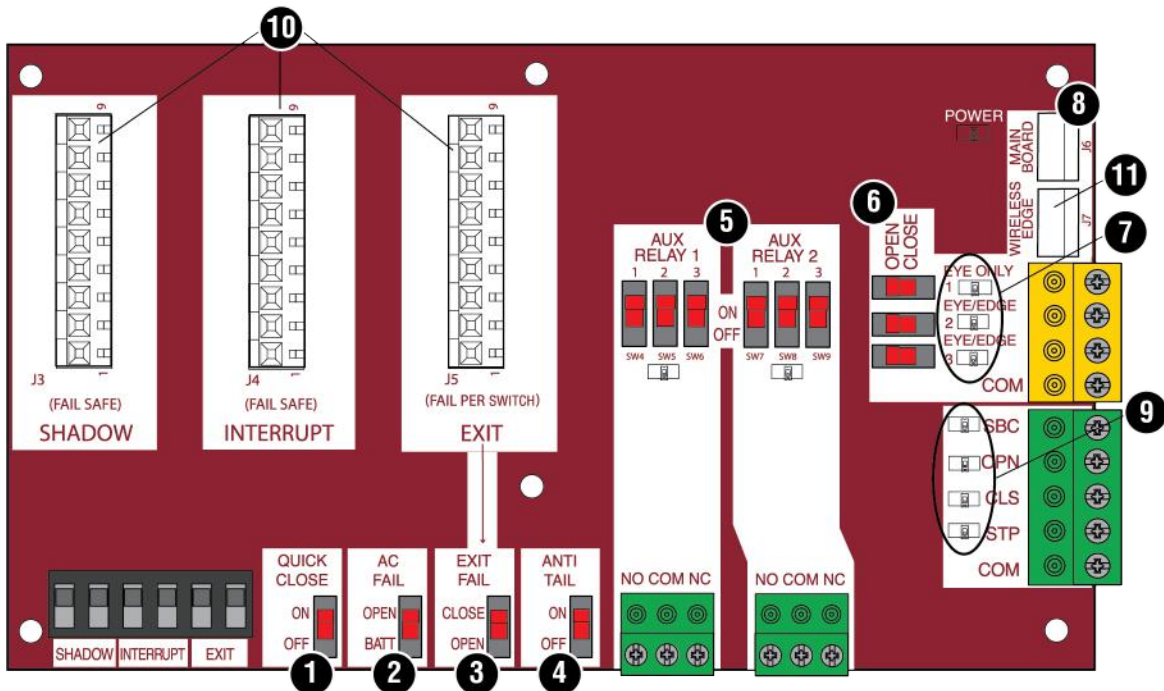 10
9
J3
1
(FAIL SAFE)
SHADOW
9
J4
1
(FAIL SAFE)
INTERRUPT
9
J5
1
(FAIL PER SWITCH)
EXIT
5
AUX
RELAY 1
1 2 3
SW4 SW5 SW6
ON
OFF
AUX
RELAY 2
1 2 3
SW7 SW8 SW9
POWER
8
MAIN
BOARD
J6
11
WIRELESS
EDGE
J7
6
OPEN
CLOSE
7
EYE ONLY
1
EYE/EDGE
2
EYE/EDGE
3
COM
9
SBC
OPN
CLS
STP
COM
SHADOW INTERRUPT EXIT
QUICK
CLOSE
ON
OFF
1
AC
FAIL
OPEN
BATT
2
EXIT
FAIL
CLOSE
OPEN
3
ANTI
TAIL
ON
OFF
4
NO COM NC
NO COM NC